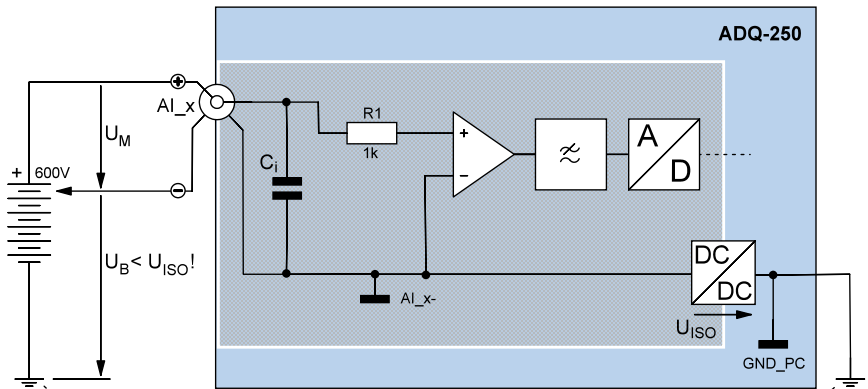 ADQ-250
+
AI_x
R1
U_M
1k
+
A
D
+ 600V
C_i
−
−
U_B< U_ISO!
DC
DC
AI_x-
U_ISO
GND_PC